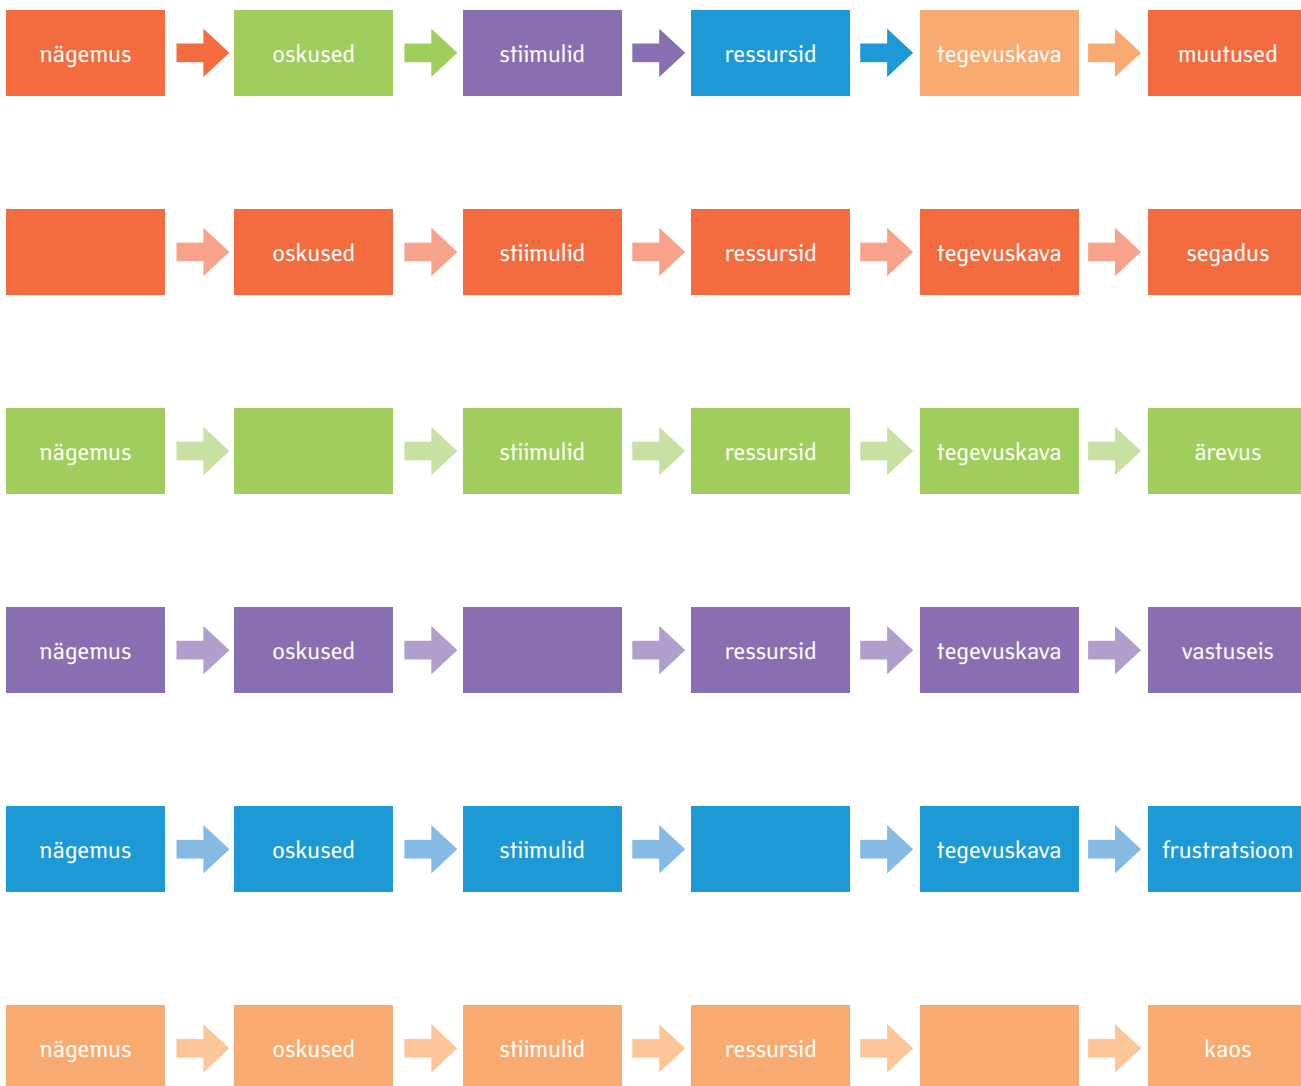 nägemus oskused stiimulid ressursid tegevuskava muutused
oskused stiimulid ressursid tegevuskava segadus
nägemus stiimulid ressursid tegevuskava ärevus
nägemus oskused ressursid tegevuskava vastuseis
nägemus oskused stiimulid tegevuskava frustratsioon
nägemus oskused stiimulid ressursid kaos